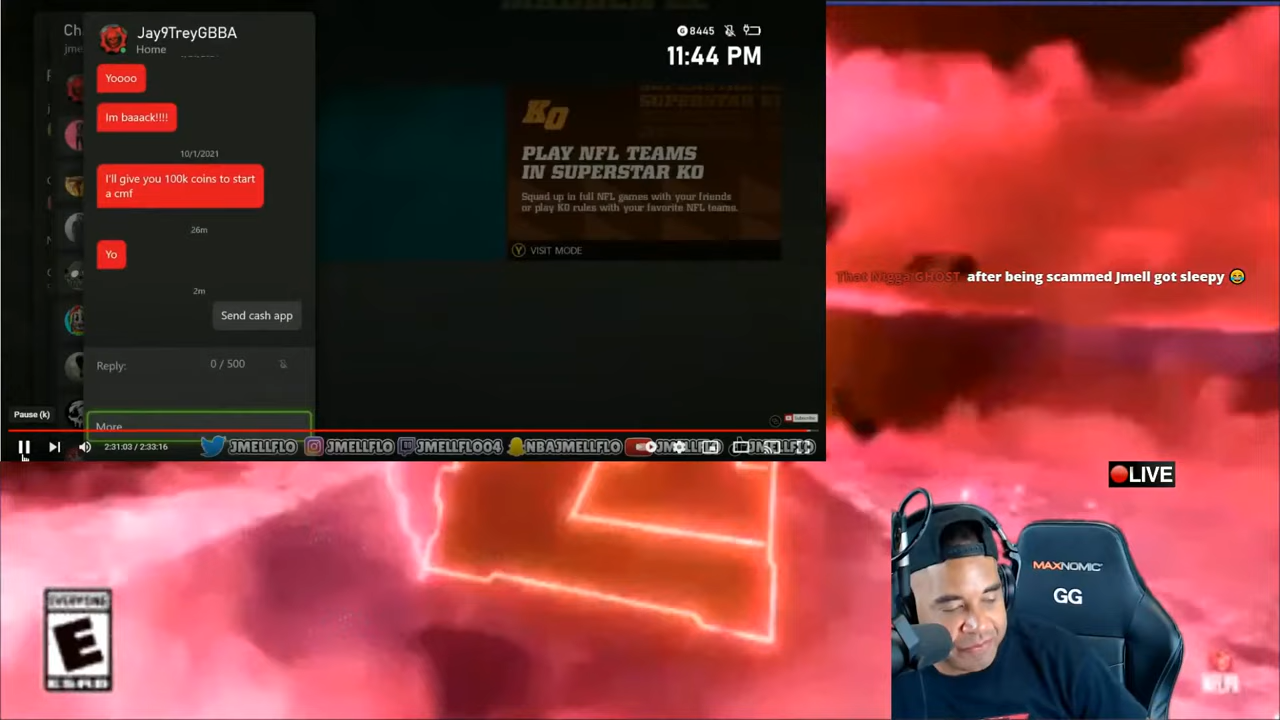 Ch
jme
Jay9TreyGBBA
Home
Yoooo
Im baaack!!!!
10/1/2021
I'll give you 100k coins to start
a cmf
26m
Yo
2m
Send cash app
Reply:
0 / 500
More
G 8445
11:44 PM
KO
PLAY NFL TEAMS
IN SUPERSTAR KO
Squad up in full NFL games with your friends
or play KO rules with your favorite NFL teams.
Y VISIT MODE
Subscribe
Pause (k)
2:31:03 / 2:33:16
JMELLFLO
JMELLFLO
JMELLFLO04
NBAJMELLFLO
That Nigga GHOST after being scammed Jmell got sleepy 😂
LIVE
EVERYONE
E
ESRB
MAXNOMIC
GG
NFLPA